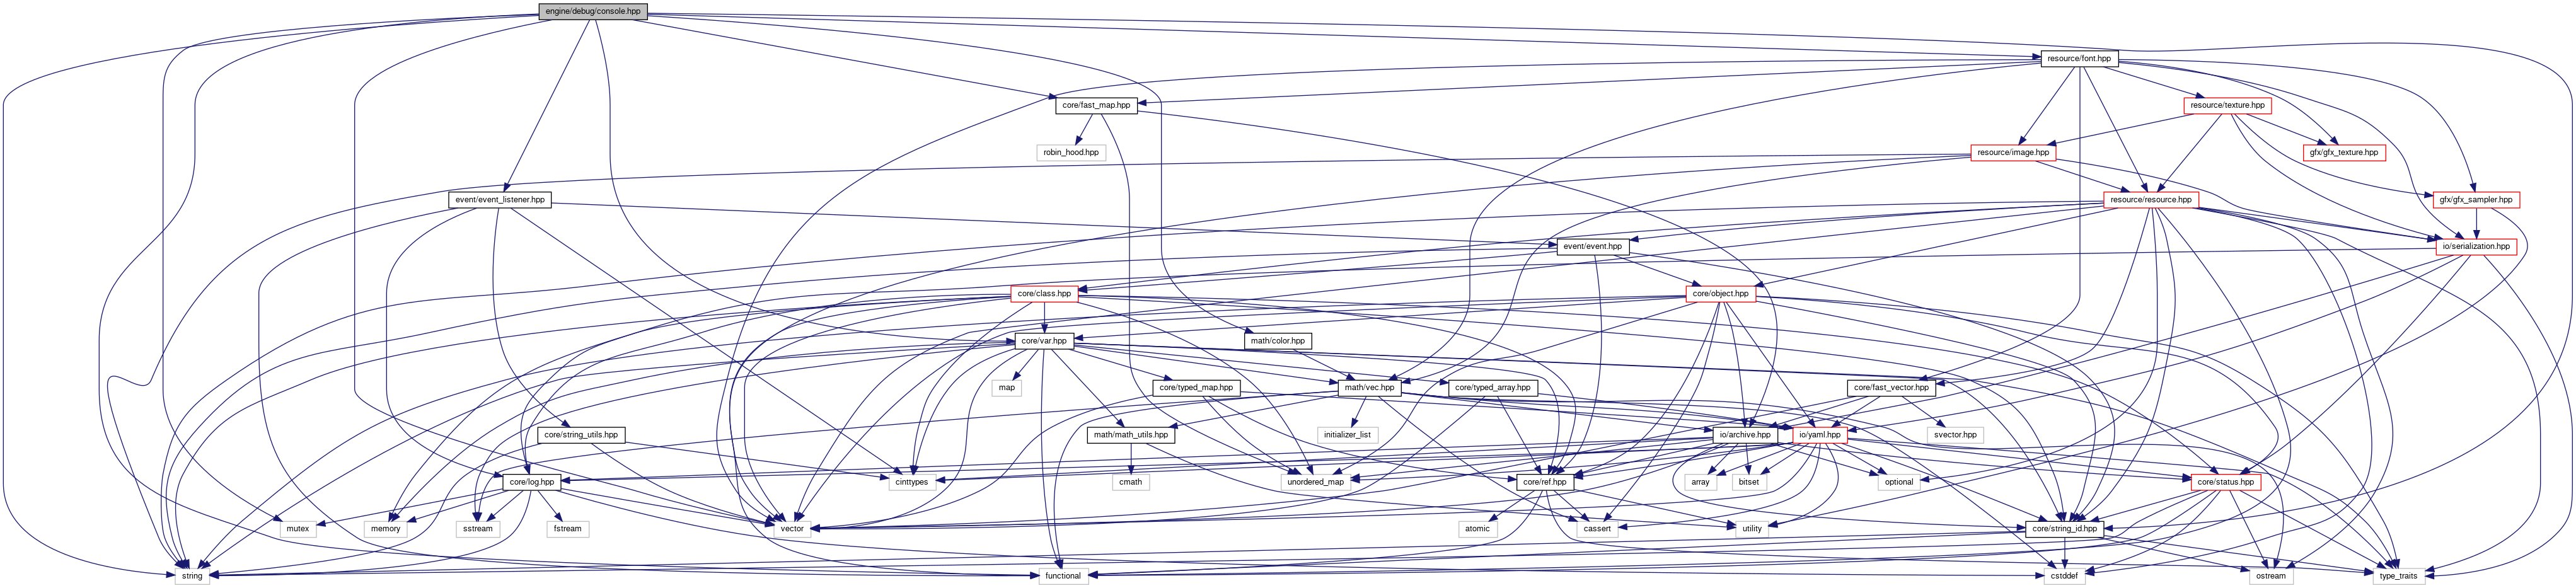 engine/debug/console.hpp
resource/font.hpp
core/fast_map.hpp
resource/texture.hpp
robin_hood.hpp
resource/image.hpp
gfx/gfx_texture.hpp
event/event_listener.hpp
resource/resource.hpp
gfx/gfx_sampler.hpp
event/event.hpp
io/serialization.hpp
core/class.hpp
core/object.hpp
core/var.hpp
math/color.hpp
map
core/typed_map.hpp
math/vec.hpp
core/typed_array.hpp
core/fast_vector.hpp
core/string_utils.hpp
math/math_utils.hpp
initializer_list
io/archive.hpp
io/yaml.hpp
svector.hpp
core/log.hpp
cinttypes
cmath
unordered_map
core/ref.hpp
array
bitset
optional
core/status.hpp
mutex
memory
sstream
fstream
vector
atomic
cassert
utility
core/string_id.hpp
string
functional
cstddef
ostream
type_traits